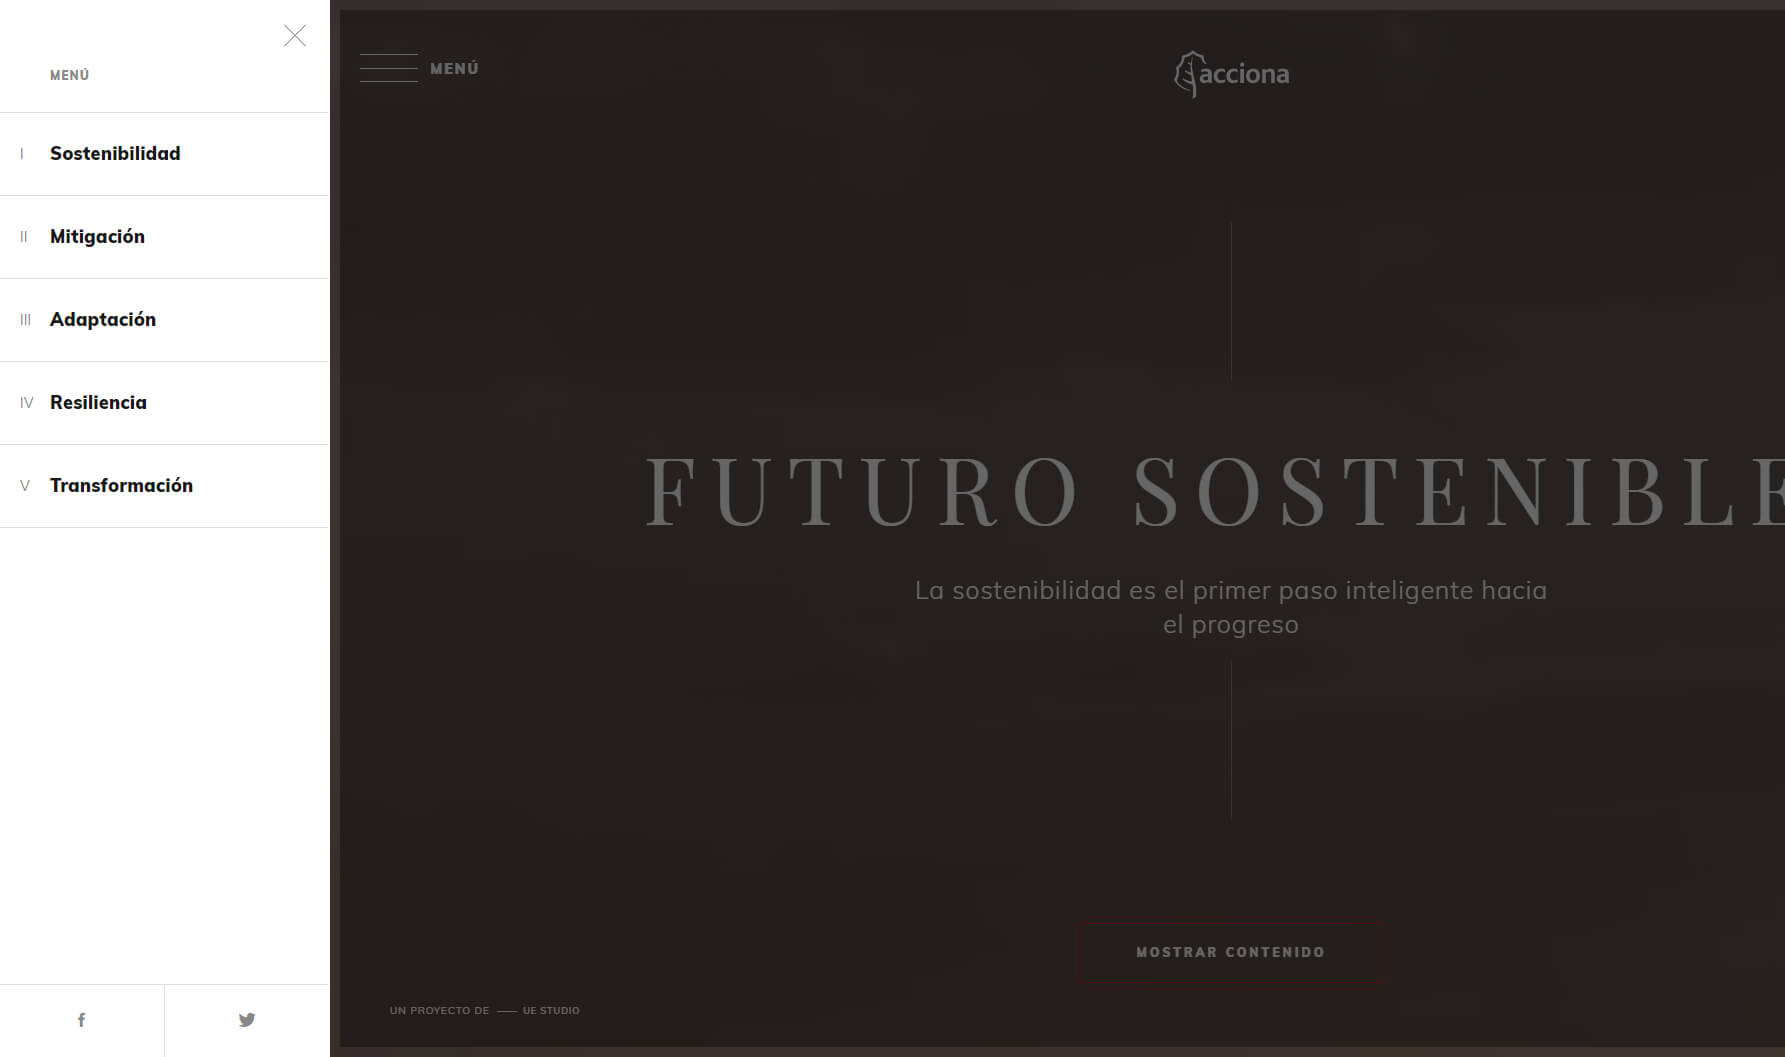 MENÚ
I Sostenibilidad
II Mitigación
III Adaptación
IV Resiliencia
V Transformación
MENÚ
acciona
FUTURO SOSTENIBLE
La sostenibilidad es el primer paso inteligente hacia
el progreso
MOSTRAR CONTENIDO
UN PROYECTO DE UE STUDIO